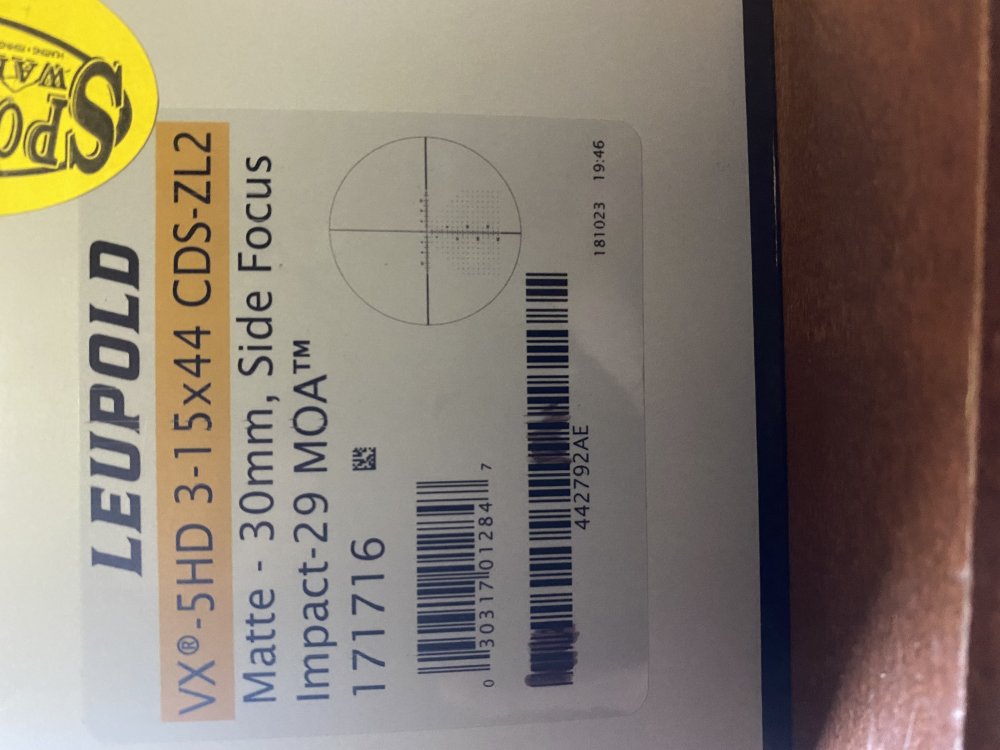 LEUPOLD
VX®-5HD 3-15x44 CDS-ZL2
Matte - 30mm, Side Focus
Impact-29 MOA™
171716
0 30317 01284 7
442792AE
181023 19:46